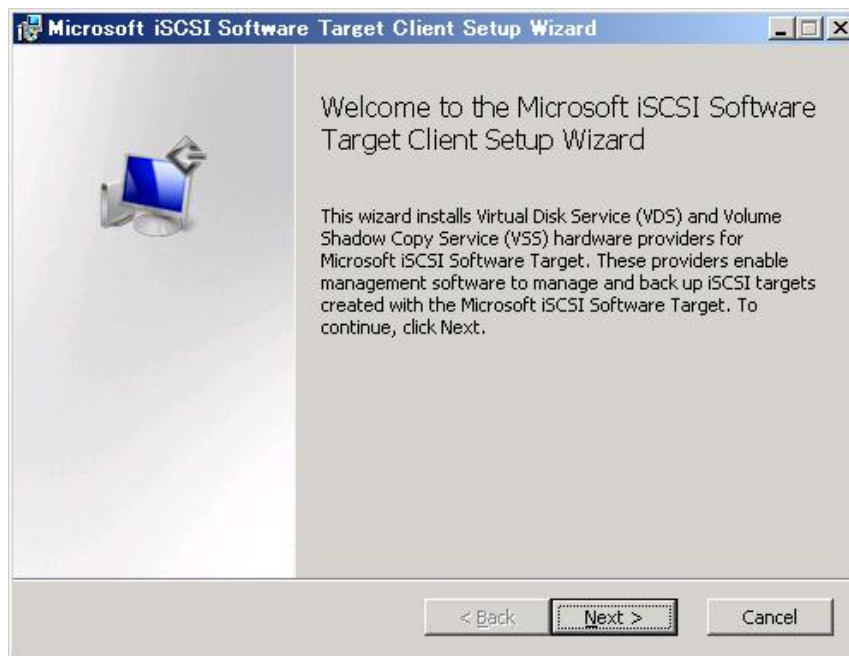 Microsoft iSCSI Software Target Client Setup Wizard
Welcome to the Microsoft iSCSI Software
Target Client Setup Wizard
This wizard installs Virtual Disk Service (VDS) and Volume
Shadow Copy Service (VSS) hardware providers for
Microsoft iSCSI Software Target. These providers enable
management software to manage and back up iSCSI targets
created with the Microsoft iSCSI Software Target. To
continue, click Next.
< Back Next > Cancel